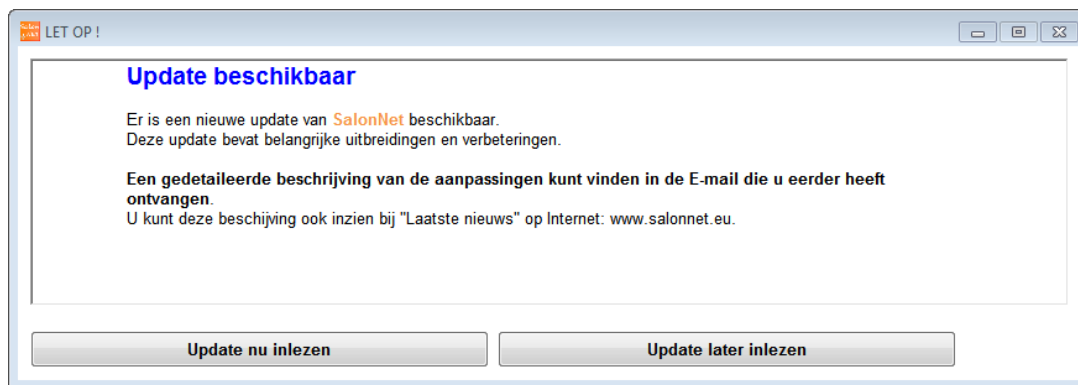 LET OP !
Update beschikbaar
Er is een nieuwe update van SalonNet beschikbaar.
Deze update bevat belangrijke uitbreidingen en verbeteringen.
Een gedetaileerde beschrijving van de aanpassingen kunt vinden in de E-mail die u eerder heeft
ontvangen.
U kunt deze beschijving ook inzien bij "Laatste nieuws" op Internet: www.salonnet.eu.
Update nu inlezen
Update later inlezen